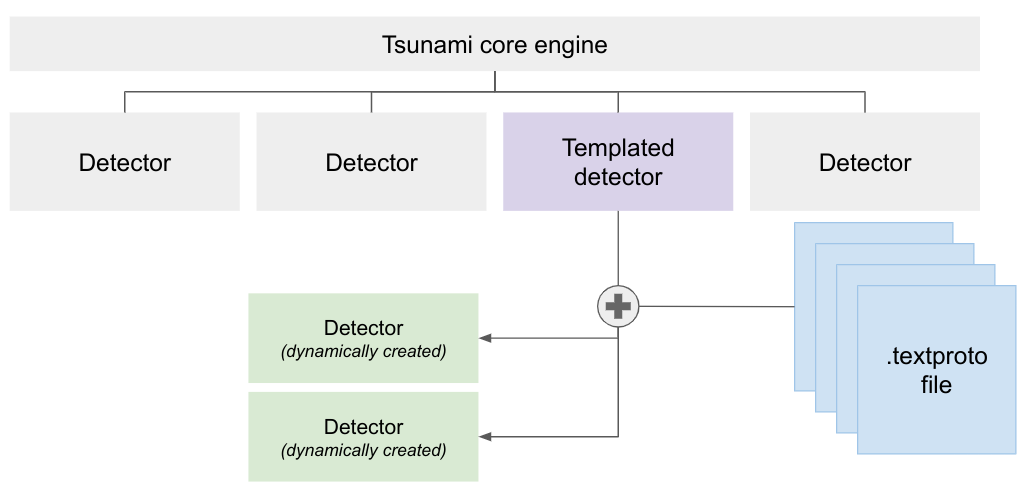 Tsunami core engine
Detector
Detector
Templated
detector
Detector
Detector
(dynamically created)
Detector
(dynamically created)
.textproto
file